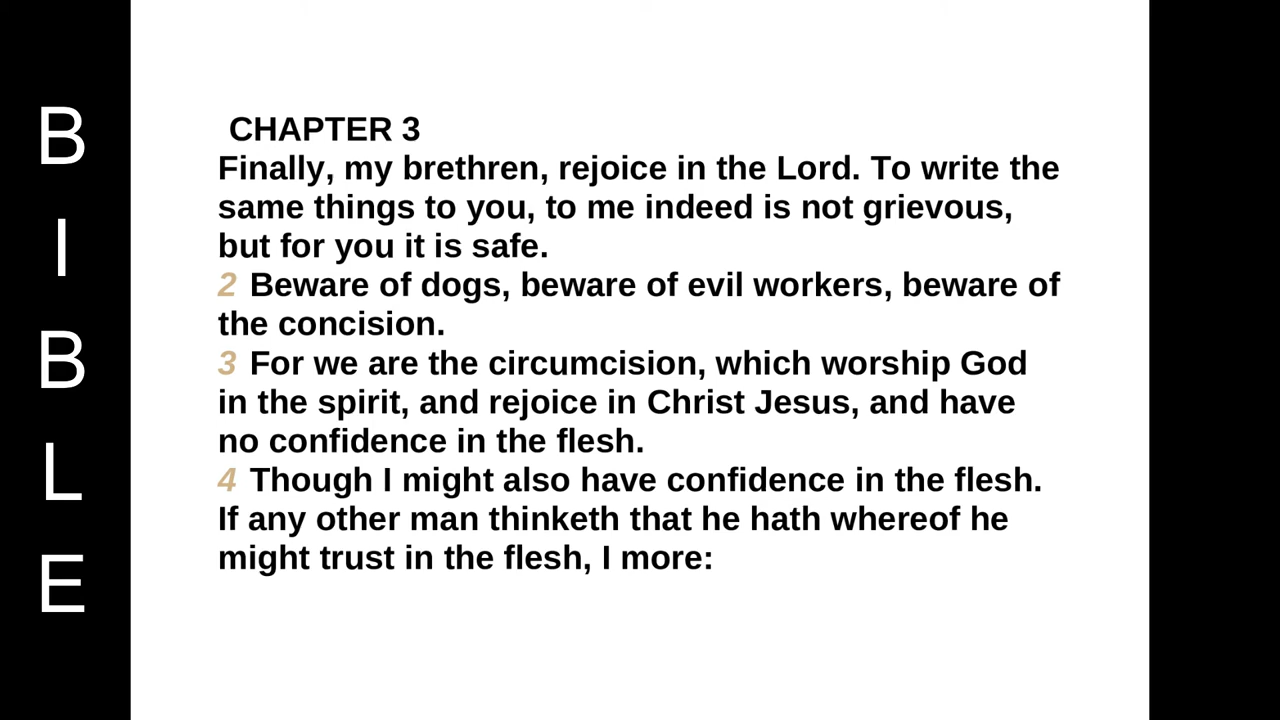 BIBLE
CHAPTER 3
Finally, my brethren, rejoice in the Lord. To write the
same things to you, to me indeed is not grievous,
but for you it is safe.
2 Beware of dogs, beware of evil workers, beware of
the concision.
3 For we are the circumcision, which worship God
in the spirit, and rejoice in Christ Jesus, and have
no confidence in the flesh.
4 Though I might also have confidence in the flesh.
If any other man thinketh that he hath whereof he
might trust in the flesh, I more: